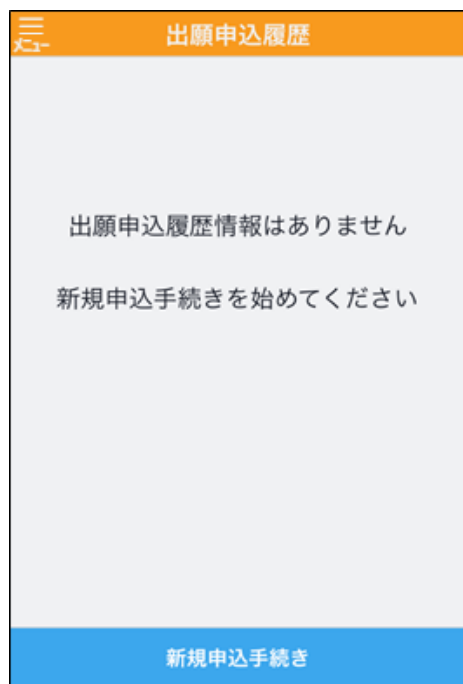 メニュー
出願申込履歴
出願申込履歴情報はありません
新規申込手続きを始めてください
新規申込手続き